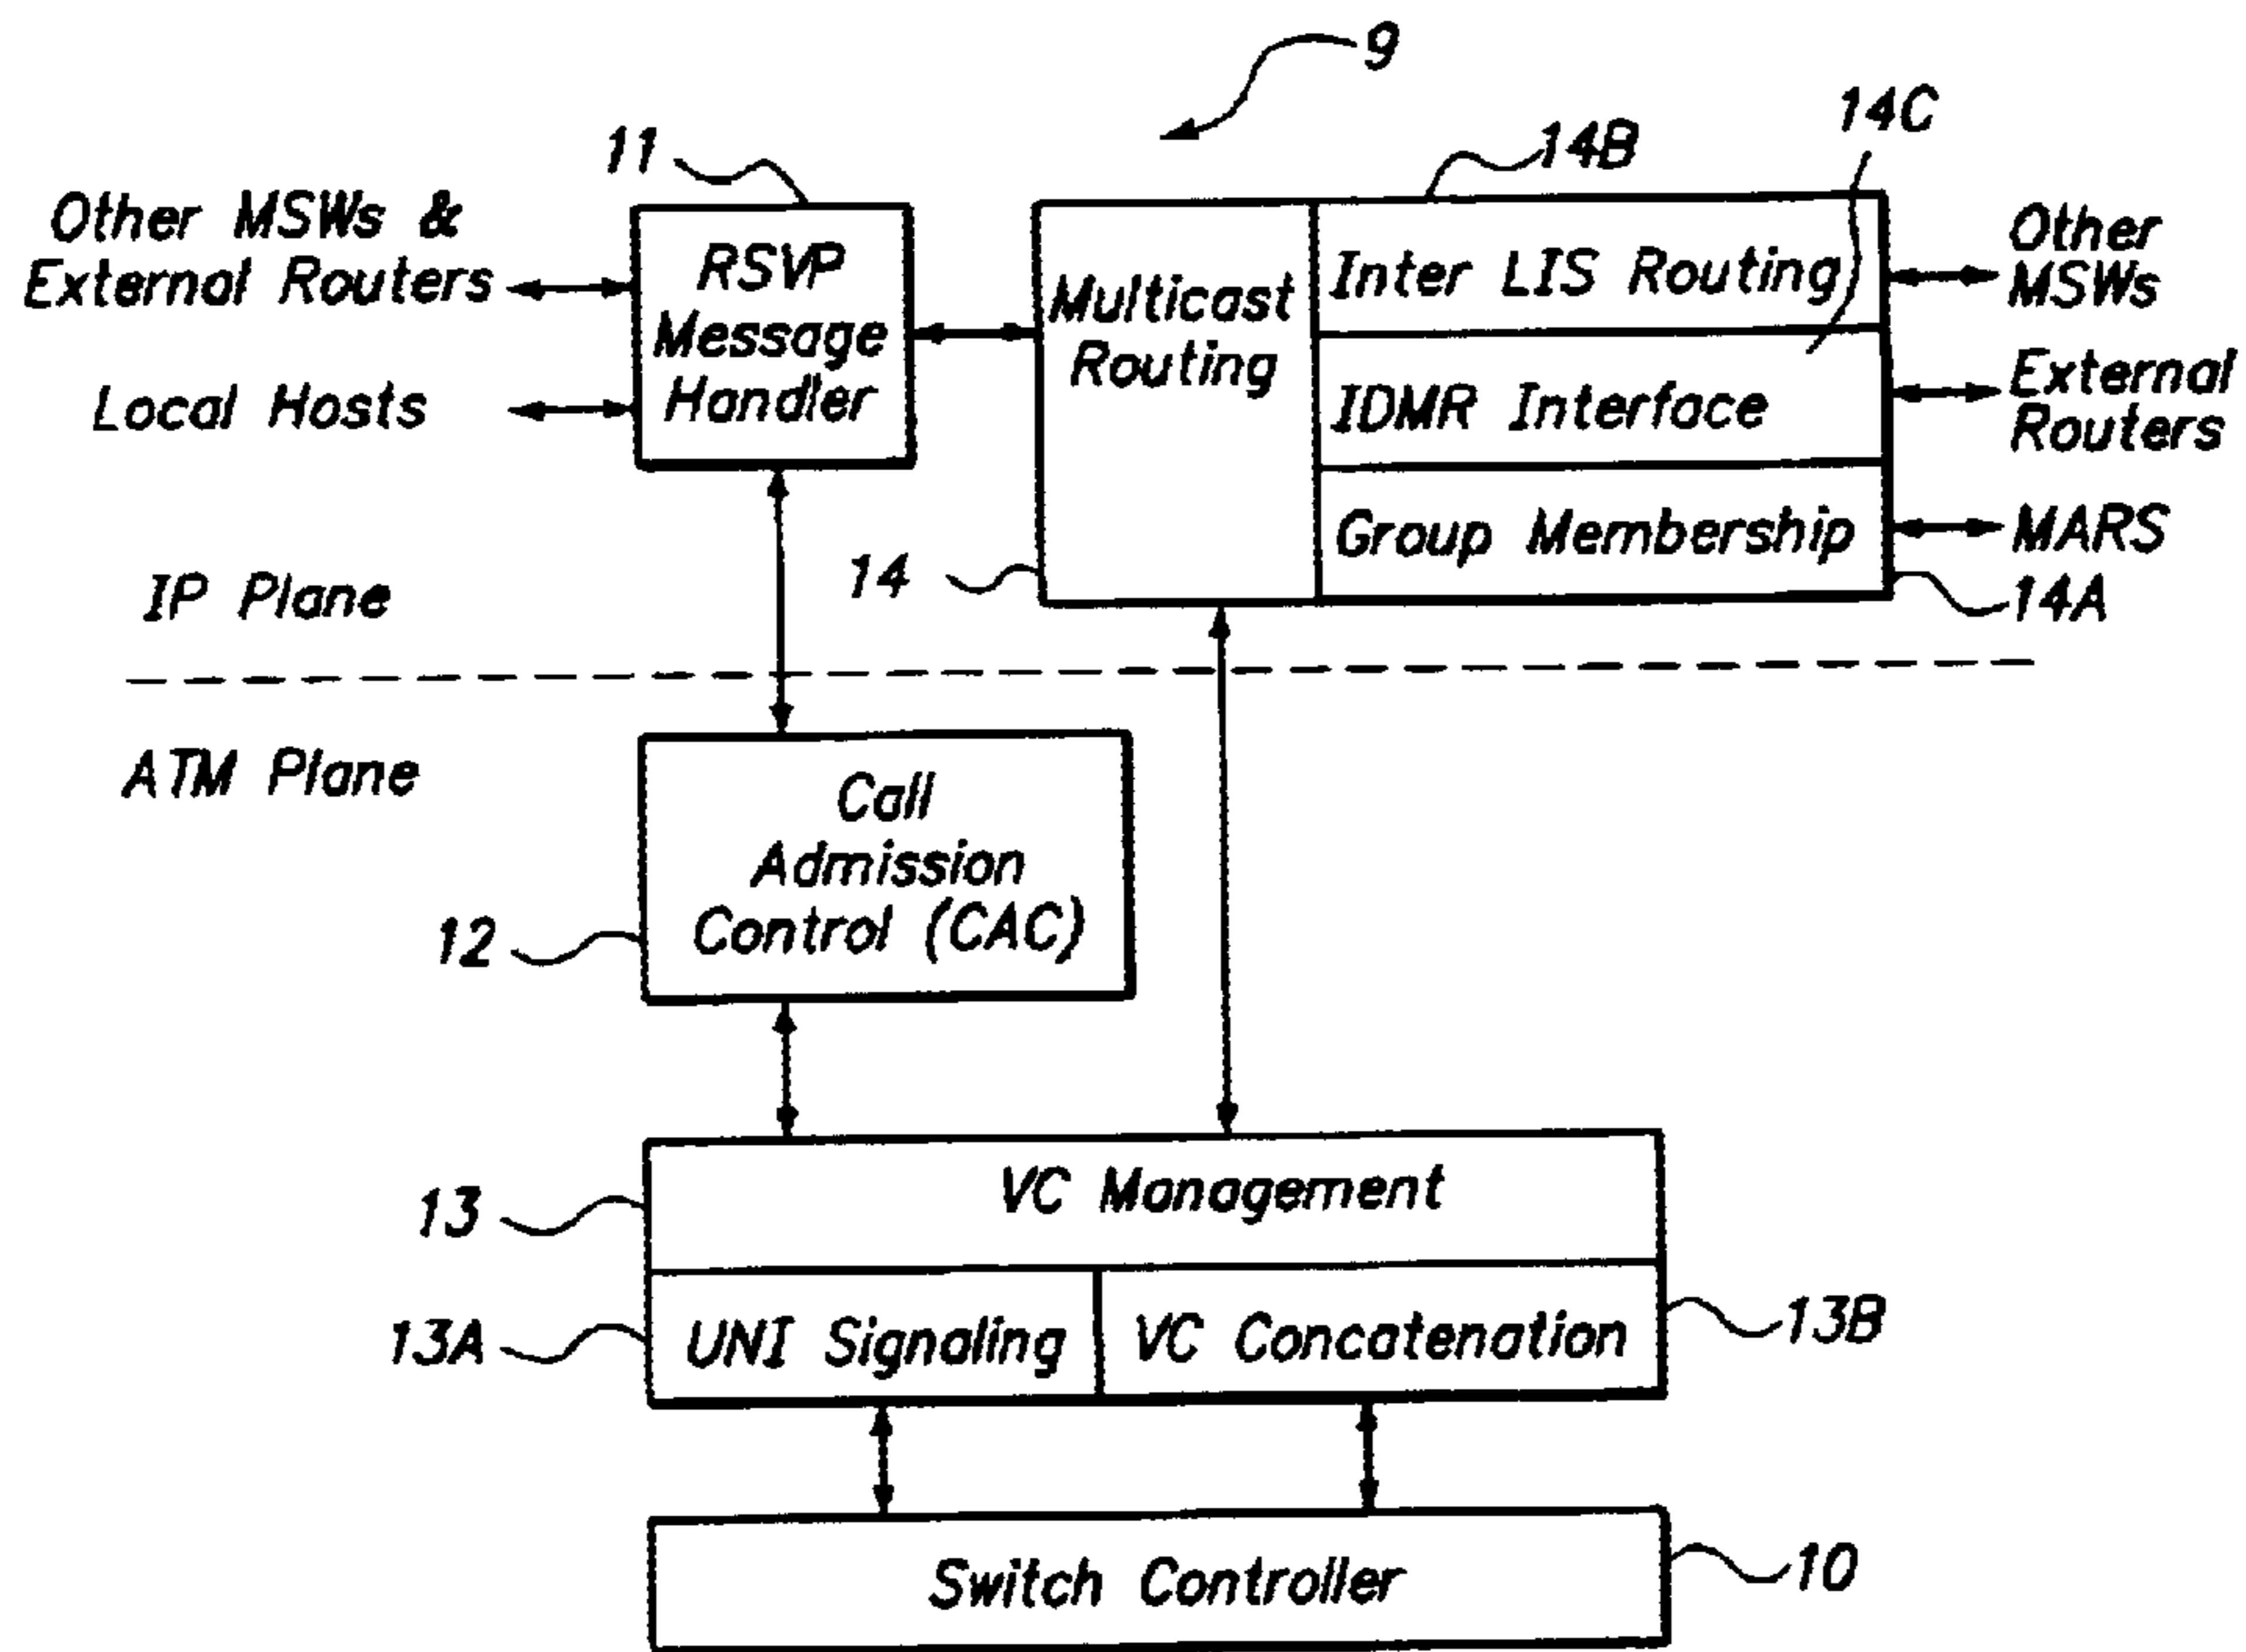 9
11
14B
14C
Other MSWs &
External Routers
Local Hosts
RSVP
Message
Handler
Multicast
Routing
Inter LIS Routing
IDMR Interface
Group Membership
Other
MSWs
External
Routers
MARS
14
14A
IP Plane
ATM Plane
Call
Admission
Control (CAC)
12
VC Management
13
UNI Signaling
VC Concatenation
13A
13B
Switch Controller
10